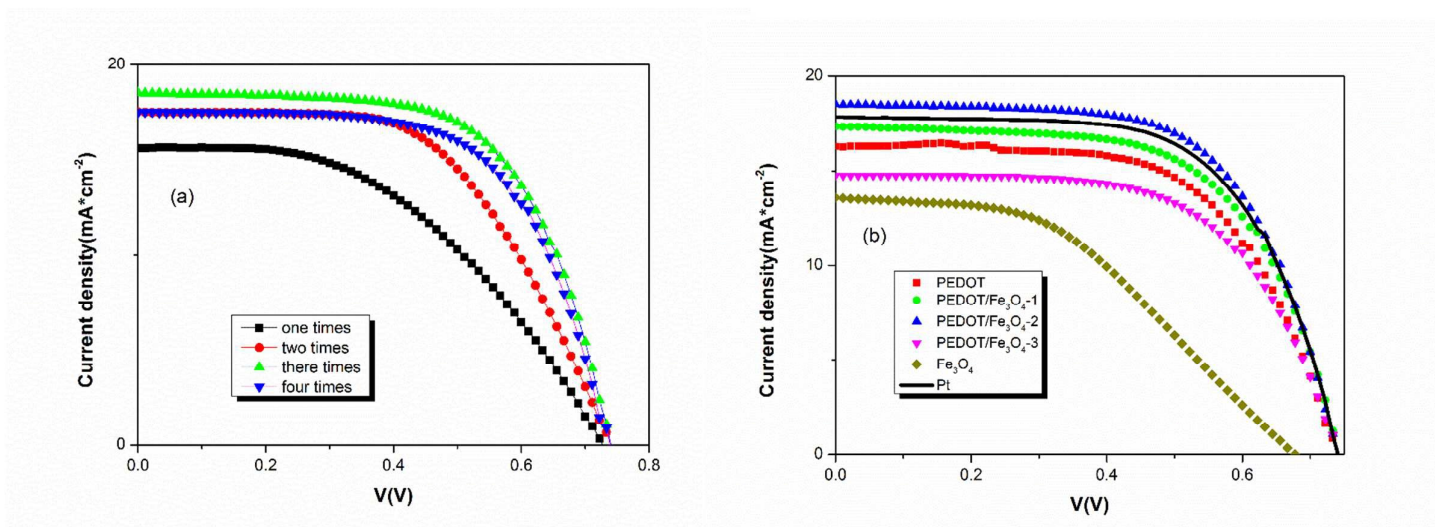 20
10
0
Current density(mA*cm⁻²)
(a)
one times
two times
there times
four times
0.0 0.2 0.4 0.6 0.8
V(V)
20
10
0
Current density(mA*cm⁻²)
(b)
PEDOT
PEDOT/Fe₃O₄-1
PEDOT/Fe₃O₄-2
PEDOT/Fe₃O₄-3
Fe₃O₄
Pt
0.0 0.2 0.4 0.6
V(V)